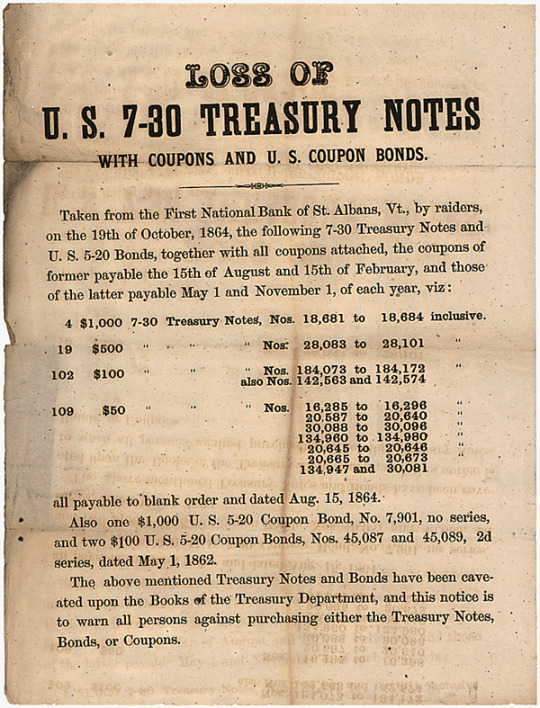 LOSS OF
U. S. 7-30 TREASURY NOTES
WITH COUPONS AND U. S. COUPON BONDS.
Taken from the First National Bank of St. Albans, Vt., by raiders,
on the 19th of October, 1864, the following 7-30 Treasury Notes and
U. S. 5-20 Bonds, together with all coupons attached, the coupons of
former payable the 15th of August and 15th of February, and those
of the latter payable May 1 and November 1, of each year, viz:
4 $1,000 7-30 Treasury Notes, Nos. 18,681 to 18,684 inclusive.
19 $500 " " " Nos. 28,083 to 28,101 "
102 $100 " " " Nos. 184,073 to 184,172 "
also Nos. 142,563 and 142,574
109 $50 " " " Nos. 16,285 to 16,296 "
20,587 to 20,640 "
30,088 to 30,096 "
134,960 to 134,980 "
20,645 to 20,646 "
20,665 to 20,673 "
134,947 and 30,081
all payable to blank order and dated Aug. 15, 1864.
Also one $1,000 U. S. 5-20 Coupon Bond, No. 7,901, no series,
and two $100 U. S. 5-20 Coupon Bonds, Nos. 45,087 and 45,089, 2d
series, dated May 1, 1862.
The above mentioned Treasury Notes and Bonds have been cave-
ated upon the Books of the Treasury Department, and this notice is
to warn all persons against purchasing either the Treasury Notes,
Bonds, or Coupons.